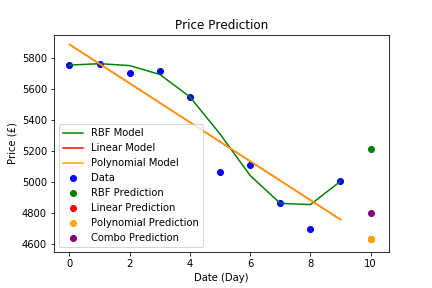 Price Prediction
Price (£)
5800
5600
5400
5200
5000
4800
4600
RBF Model
Linear Model
Polynomial Model
Data
RBF Prediction
Linear Prediction
Polynomial Prediction
Combo Prediction
0 2 4 6 8 10
Date (Day)